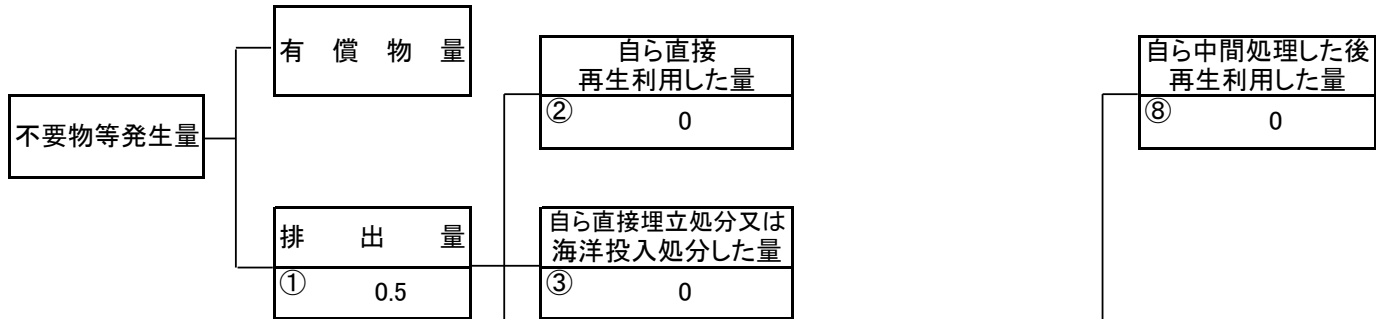 有償物量
自ら直接
再生利用した量
② 0
自ら中間処理した後
再生利用した量
⑧ 0
不要物等発生量
排出量
① 0.5
自ら直接埋立処分又は
海洋投入処分した量
③ 0